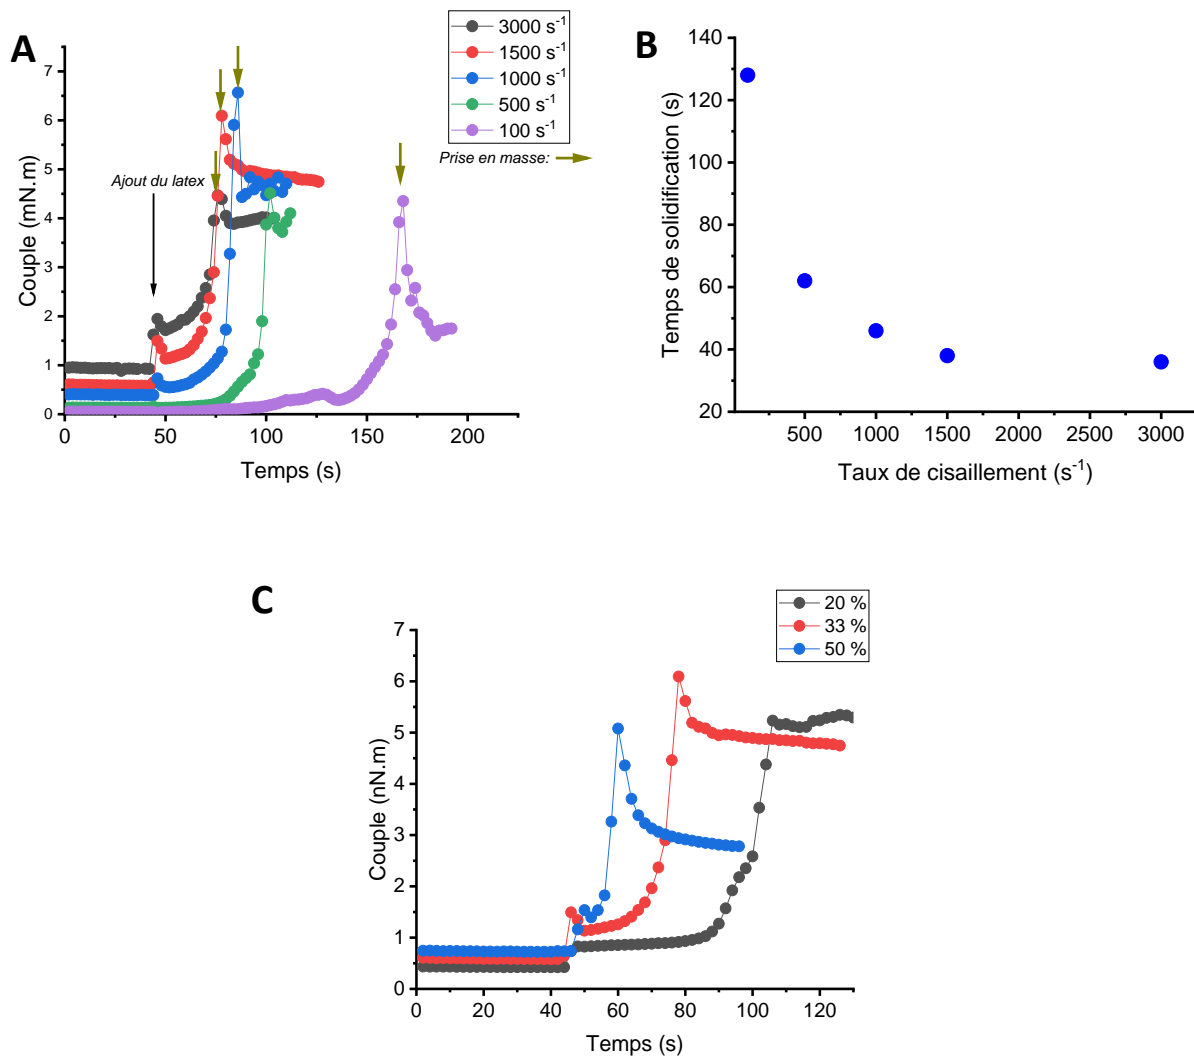 A
3000 s⁻¹
1500 s⁻¹
1000 s⁻¹
500 s⁻¹
100 s⁻¹
Prise en masse:
Ajout du latex
Couple (mN.m)
7
6
5
4
3
2
1
0
0 50 100 150 200
Temps (s)
B
Temps de solidification (s)
140
120
100
80
60
40
20
500 1000 1500 2000 2500 3000
Taux de cisaillement (s⁻¹)
C
20 %
33 %
50 %
Couple (nN.m)
7
6
5
4
3
2
1
0
0 20 40 60 80 100 120
Temps (s)